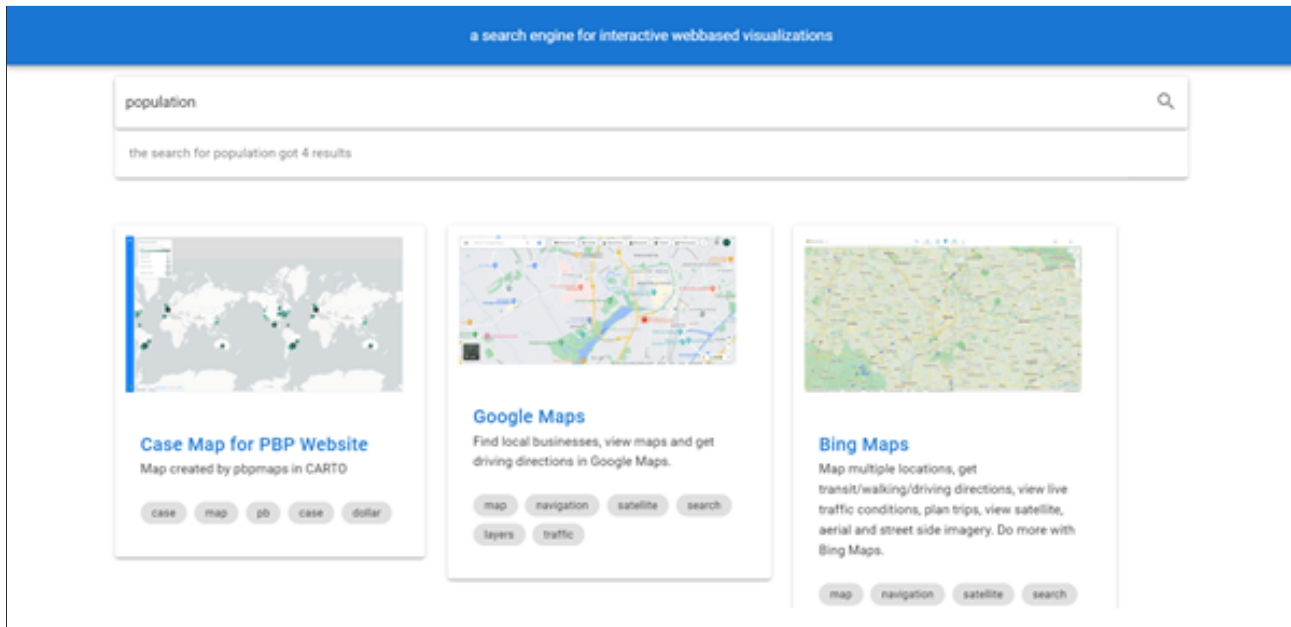 a search engine for interactive webbased visualizations
population
the search for population got 4 results
Case Map for PBP Website
Map created by pbpmaps in CARTO
case map pb case dollar
Google Maps
Find local businesses, view maps and get
driving directions in Google Maps.
map navigation satellite search
layers traffic
Bing Maps
Map multiple locations, get
transit/walking/driving directions, view live
traffic conditions, plan trips, view satellite,
aerial and street side imagery. Do more with
Bing Maps.
map navigation satellite search